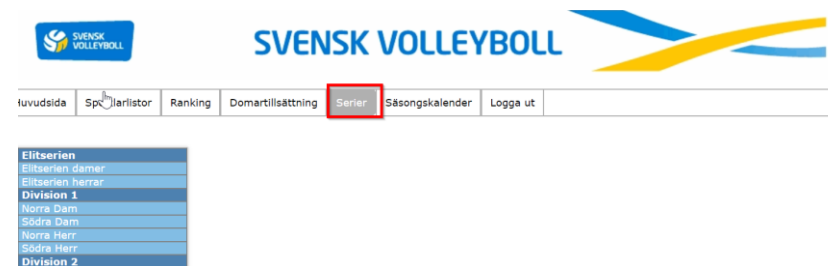 SVENSK
VOLLEYBOLL
SVENSK VOLLEYBOLL
Ranking Domartillsättning Serier Säsongskalender Logga ut
Elitserien
Elitserien damer
Elitserien herrar
Division 1
Norra Dam
Södra Dam
Norra Herr
Södra Herr
Division 2